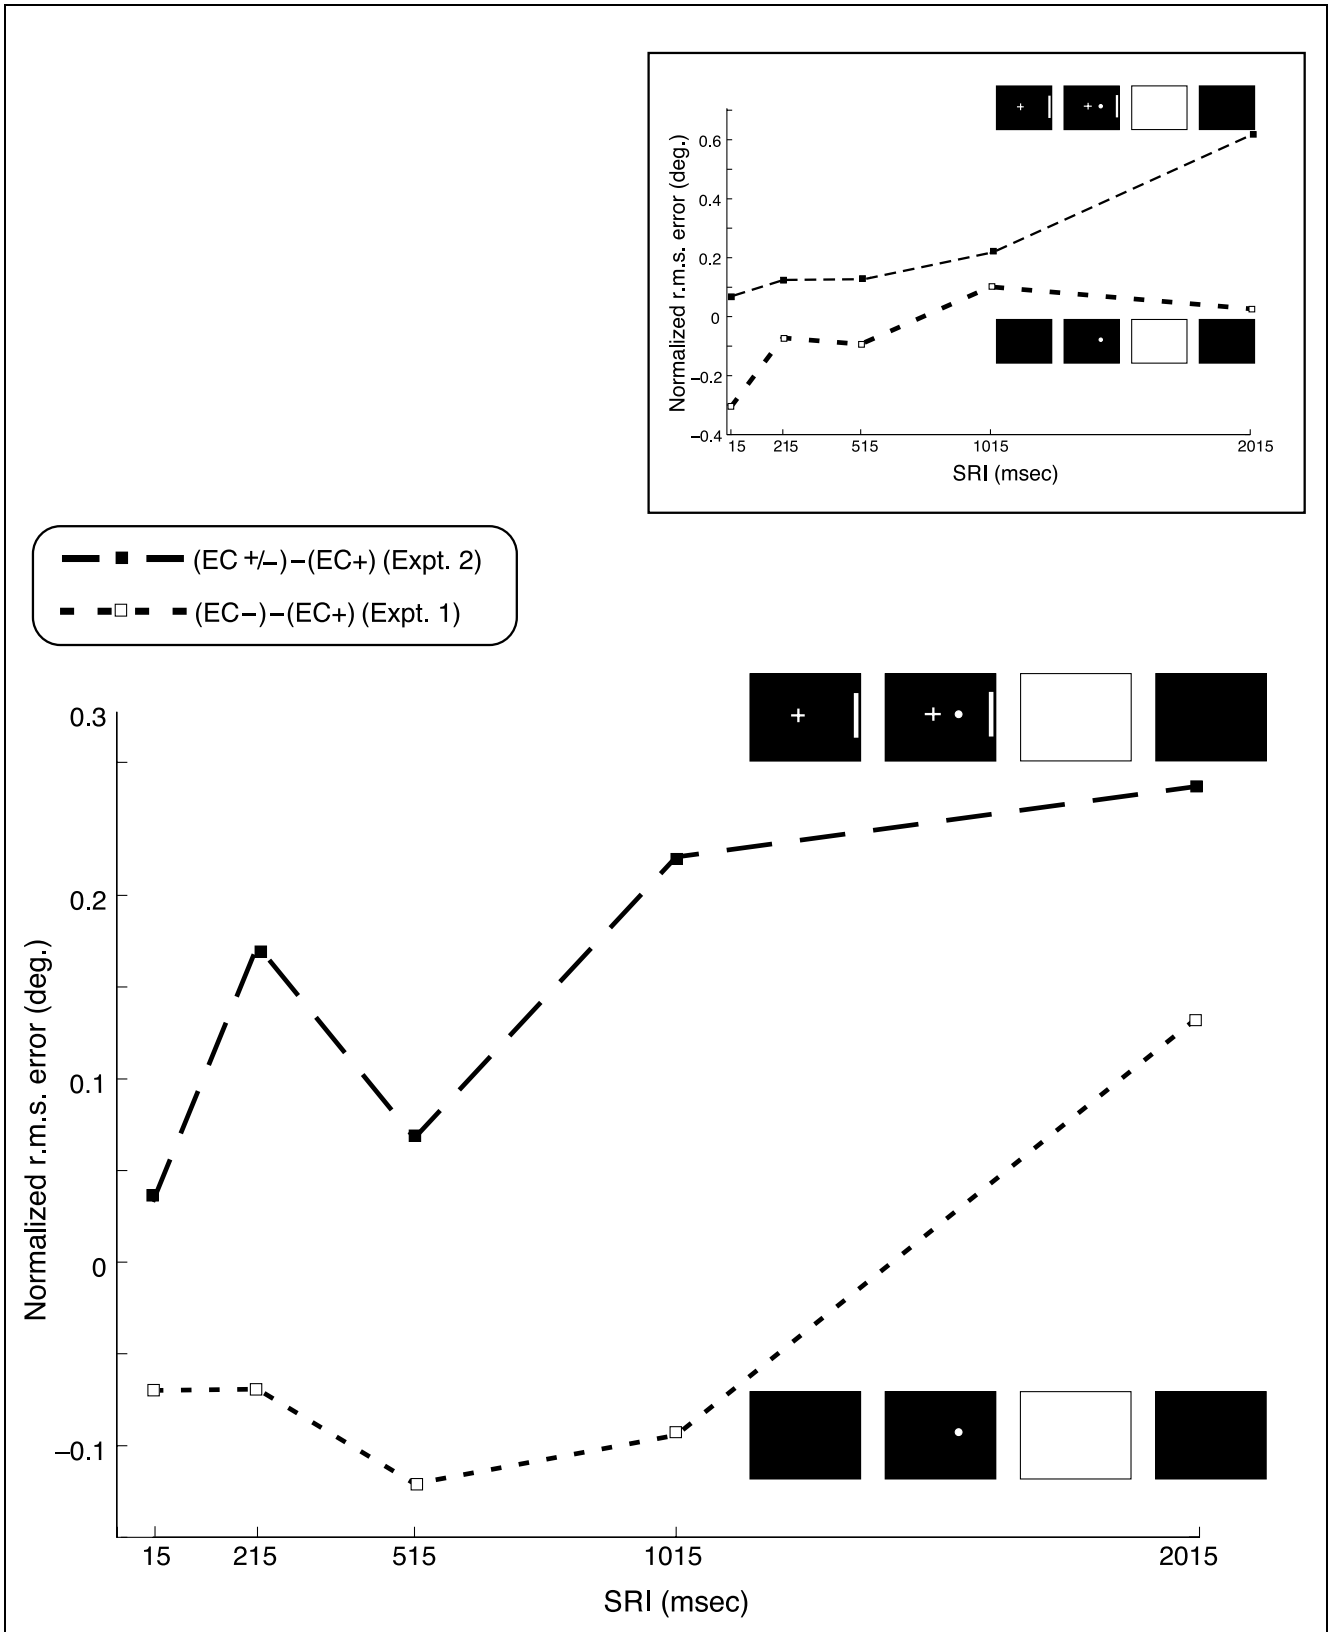 Normalized r.m.s. error (deg.)
0.6
0.4
0.2
0
−0.2
−0.4
15 215 515 1015 2015
SRI (msec)
(EC +/−)−(EC+) (Expt. 2)
(EC−)−(EC+) (Expt. 1)
Normalized r.m.s. error (deg.)
0.3
0.2
0.1
0
−0.1
15 215 515 1015 2015
SRI (msec)